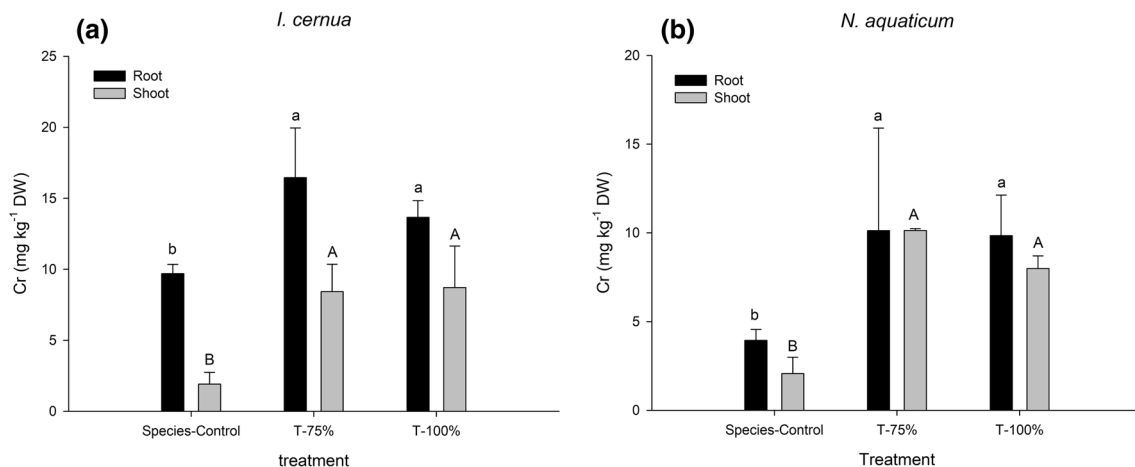 (a)
I. cernua
25
20
15
10
5
0
Cr (mg kg-1 DW)
Root
Shoot
b
B
a
A
a
A
Species-Control
T-75%
T-100%
treatment
(b)
N. aquaticum
20
15
10
5
0
Cr (mg kg-1 DW)
Root
Shoot
b
B
a
A
a
A
Species-Control
T-75%
T-100%
Treatment